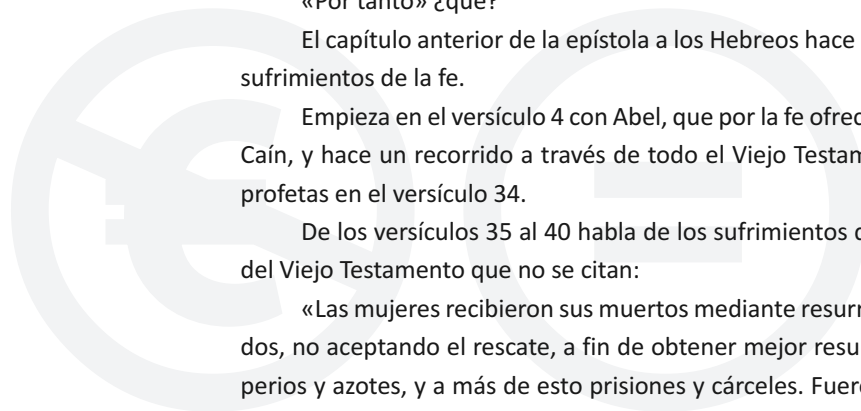 «Por tanto» ¿qué?
El capítulo anterior de la epístola a los Hebreos hace
sufrimientos de la fe.
Empieza en el versículo 4 con Abel, que por la fe ofrec
Caín, y hace un recorrido a través de todo el Viejo Testam
profetas en el versículo 34.
De los versículos 35 al 40 habla de los sufrimientos
del Viejo Testamento que no se citan:
«Las mujeres recibieron sus muertos mediante resurr
dos, no aceptando el rescate, a fin de obtener mejor resu
perios y azotes, y a más de esto prisiones y cárceles. Fuer